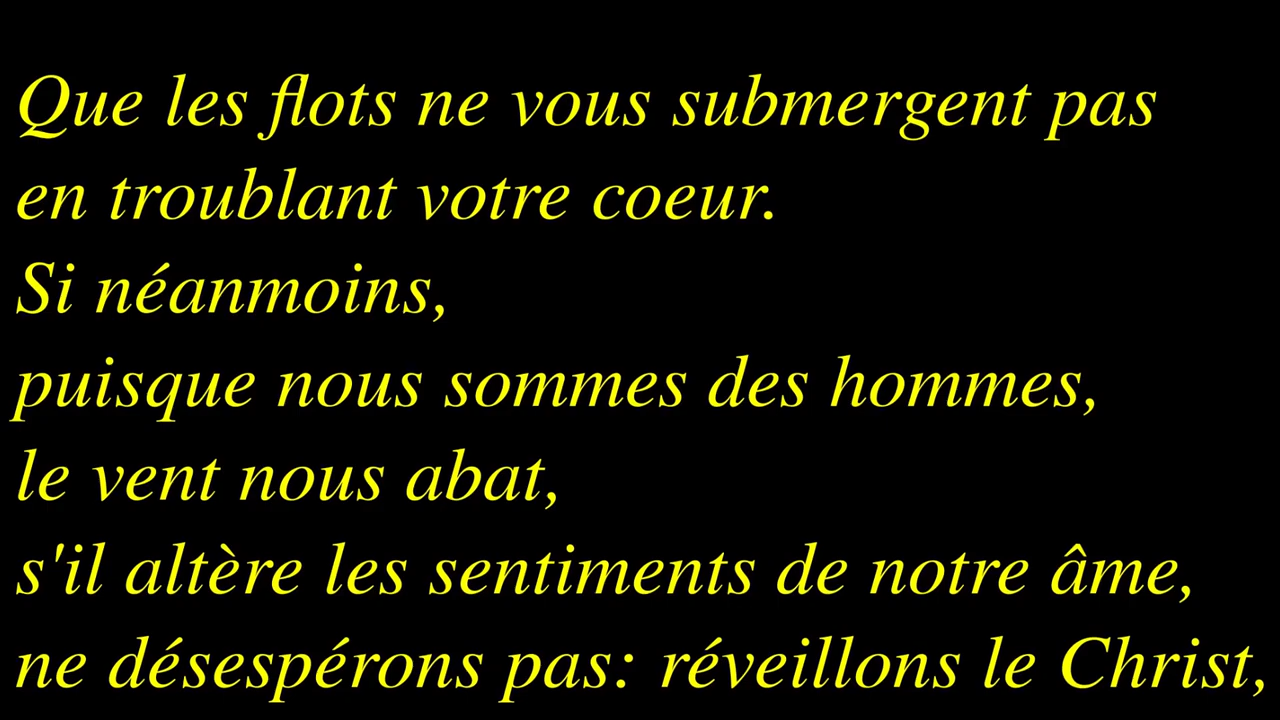 Que les flots ne vous submergent pas
en troublant votre coeur.
Si néanmoins,
puisque nous sommes des hommes,
le vent nous abat,
s'il altère les sentiments de notre âme,
ne désespérons pas: réveillons le Christ,